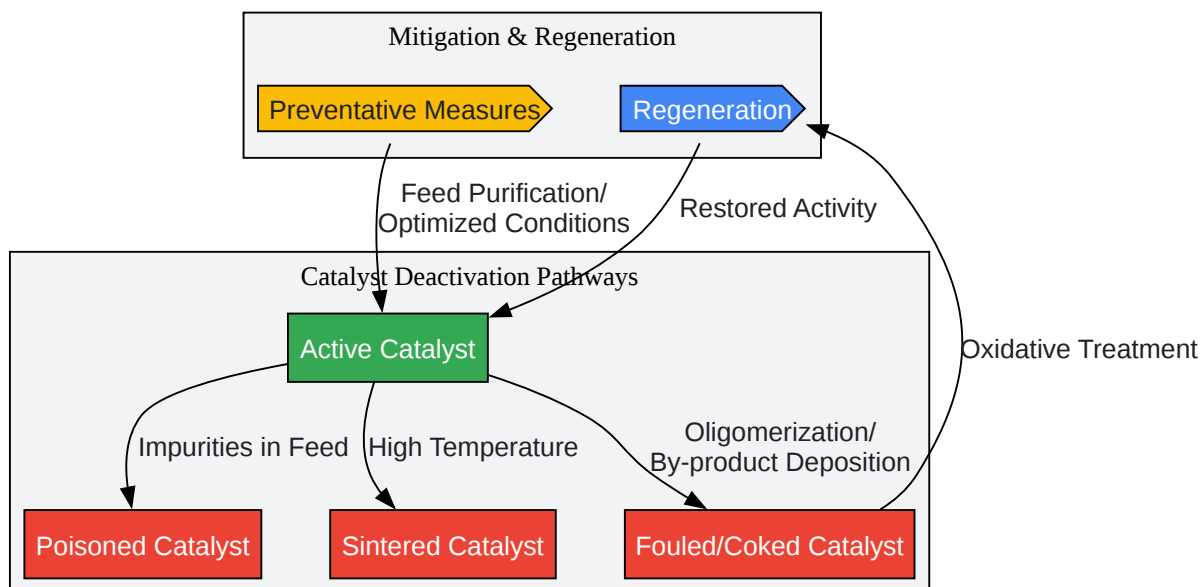 Mitigation & Regeneration
Preventative Measures
Regeneration
Feed Purification/
Optimized Conditions
Restored Activity
Catalyst Deactivation Pathways
Active Catalyst
Oxidative Treatment
Impurities in Feed
High Temperature
Oligomerization/
By-product Deposition
Poisoned Catalyst
Sintered Catalyst
Fouled/Coked Catalyst